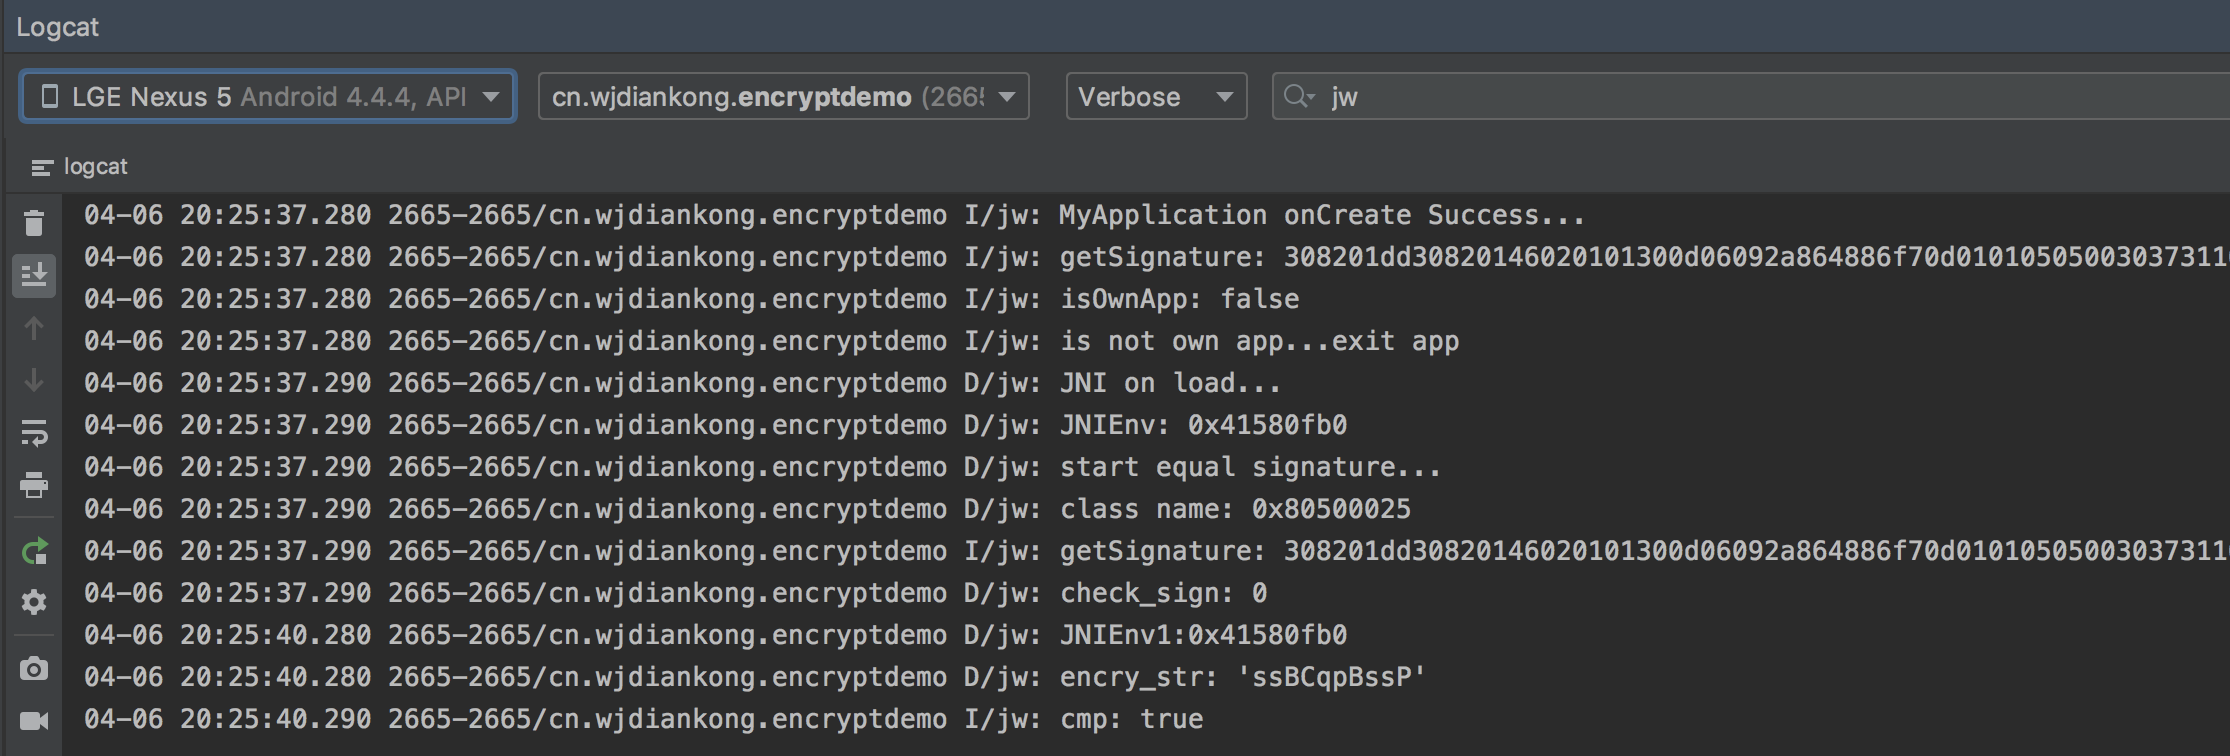 Logcat
LGE Nexus 5 Android 4.4.4, API
cn.wjdiankong.encryptdemo (2665
Verbose
jw
logcat
04-06 20:25:37.280 2665-2665/cn.wjdiankong.encryptdemo I/jw: MyApplication onCreate Success...
04-06 20:25:37.280 2665-2665/cn.wjdiankong.encryptdemo I/jw: getSignature: 308201dd30820146020101300d06092a864886f70d010105050030373110
04-06 20:25:37.280 2665-2665/cn.wjdiankong.encryptdemo I/jw: isOwnApp: false
04-06 20:25:37.280 2665-2665/cn.wjdiankong.encryptdemo I/jw: is not own app...exit app
04-06 20:25:37.290 2665-2665/cn.wjdiankong.encryptdemo D/jw: JNI on load...
04-06 20:25:37.290 2665-2665/cn.wjdiankong.encryptdemo D/jw: JNIEnv: 0x41580fb0
04-06 20:25:37.290 2665-2665/cn.wjdiankong.encryptdemo D/jw: start equal signature...
04-06 20:25:37.290 2665-2665/cn.wjdiankong.encryptdemo D/jw: class name: 0x80500025
04-06 20:25:37.290 2665-2665/cn.wjdiankong.encryptdemo I/jw: getSignature: 308201dd30820146020101300d06092a864886f70d010105050030373110
04-06 20:25:37.290 2665-2665/cn.wjdiankong.encryptdemo D/jw: check_sign: 0
04-06 20:25:40.280 2665-2665/cn.wjdiankong.encryptdemo D/jw: JNIEnv1:0x41580fb0
04-06 20:25:40.280 2665-2665/cn.wjdiankong.encryptdemo D/jw: encry_str: 'ssBCqpBssP'
04-06 20:25:40.290 2665-2665/cn.wjdiankong.encryptdemo I/jw: cmp: true